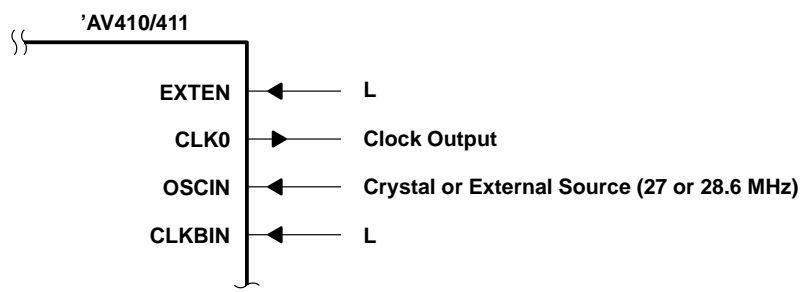 ’AV410/411
EXTEN L
CLK0 Clock Output
OSCIN Crystal or External Source (27 or 28.6 MHz)
CLKBIN L